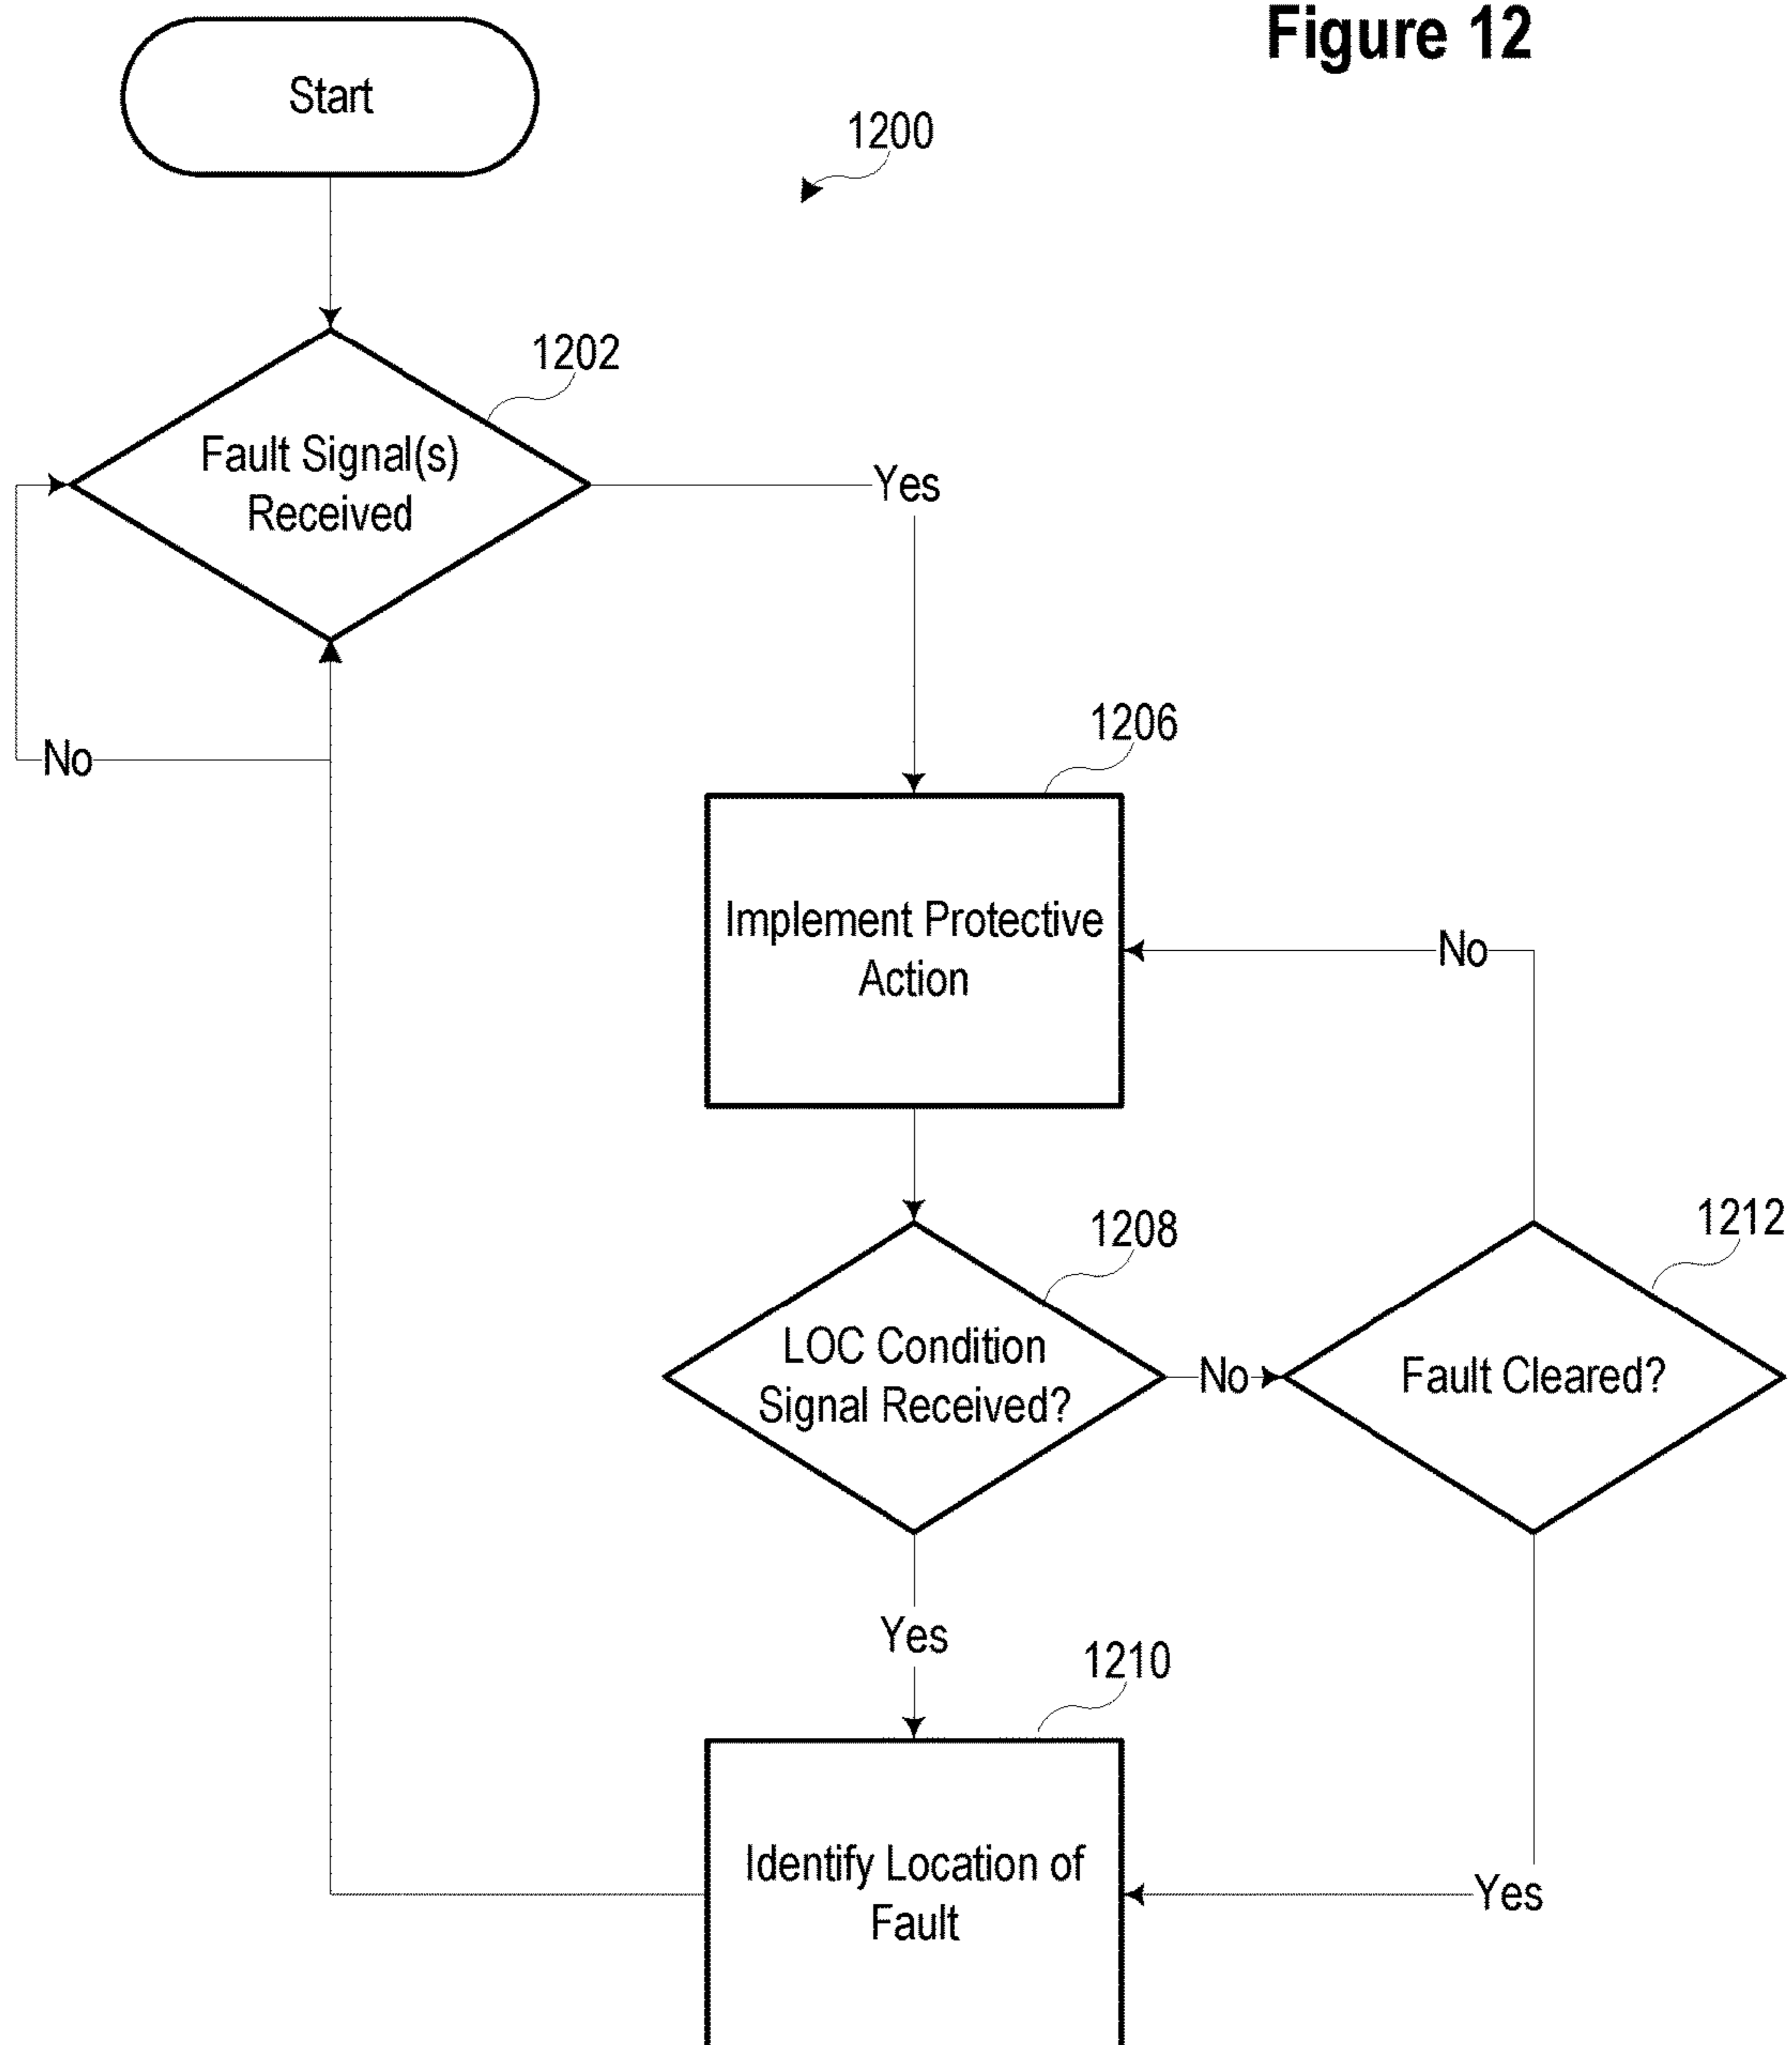 Figure 12
Start
1200
1202
Fault Signal(s)
Received
Yes
No
1206
Implement Protective
Action
No
1208
LOC Condition
Signal Received?
No
1212
Fault Cleared?
Yes
1210
Identify Location of
Fault
Yes